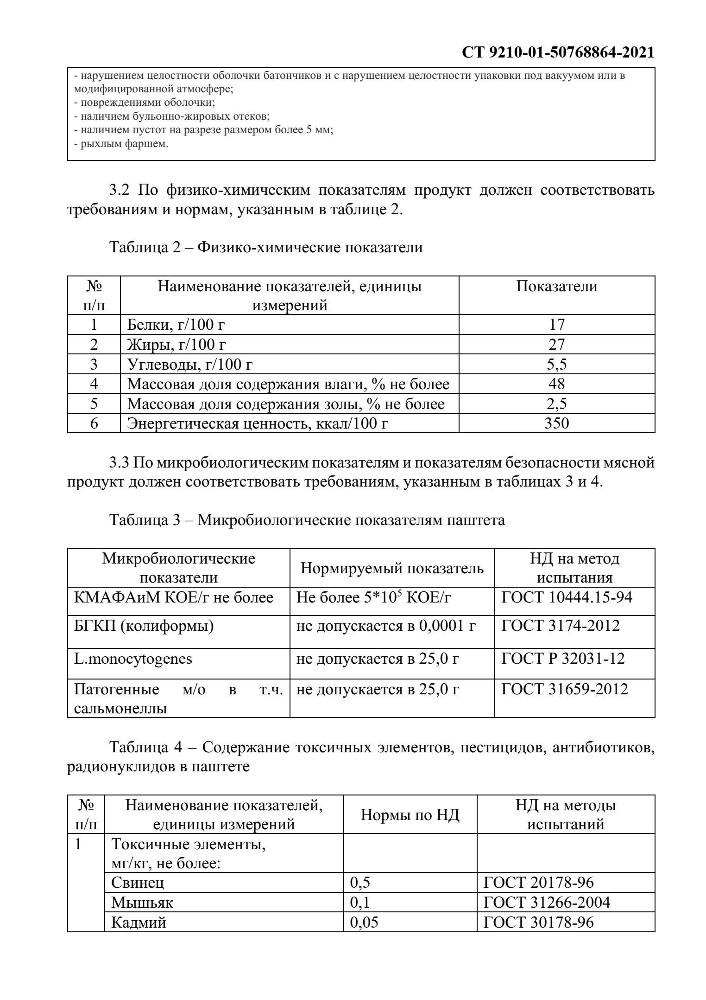 СТ 9210-01-50768864-2021
- нарушением целостности оболочки батончиков и с нарушением целостности упаковки под вакуумом или в
модифицированной атмосфере;
- повреждениями оболочки;
- наличием бульонно-жировых отеков;
- наличием пустот на разрезе размером более 5 мм;
- рыхлым фаршем.
3.2 По физико-химическим показателям продукт должен соответствовать
требованиям и нормам, указанным в таблице 2.
Таблица 2 – Физико-химические показатели
№ п/п Наименование показателей, единицы измерений Показатели
1 Белки, г/100 г 17
2 Жиры, г/100 г 27
3 Углеводы, г/100 г 5,5
4 Массовая доля содержания влаги, % не более 48
5 Массовая доля содержания золы, % не более 2,5
6 Энергетическая ценность, ккал/100 г 350
3.3 По микробиологическим показателям и показателям безопасности мясной
продукт должен соответствовать требованиям, указанным в таблицах 3 и 4.
Таблица 3 – Микробиологические показателям паштета
Микробиологические показатели Нормируемый показатель НД на метод испытания
КМАФАиМ КОЕ/г не более Не более 5*10⁵ КОЕ/г ГОСТ 10444.15-94
БГКП (колиформы) не допускается в 0,0001 г ГОСТ 3174-2012
L.monocytogenes не допускается в 25,0 г ГОСТ Р 32031-12
Патогенные м/о в т.ч. сальмонеллы не допускается в 25,0 г ГОСТ 31659-2012
Таблица 4 – Содержание токсичных элементов, пестицидов, антибиотиков,
радионуклидов в паштете
№ п/п Наименование показателей, единицы измерений Нормы по НД НД на методы испытаний
1 Токсичные элементы,
мг/кг, не более:
Свинец 0,5 ГОСТ 20178-96
Мышьяк 0,1 ГОСТ 31266-2004
Кадмий 0,05 ГОСТ 30178-96